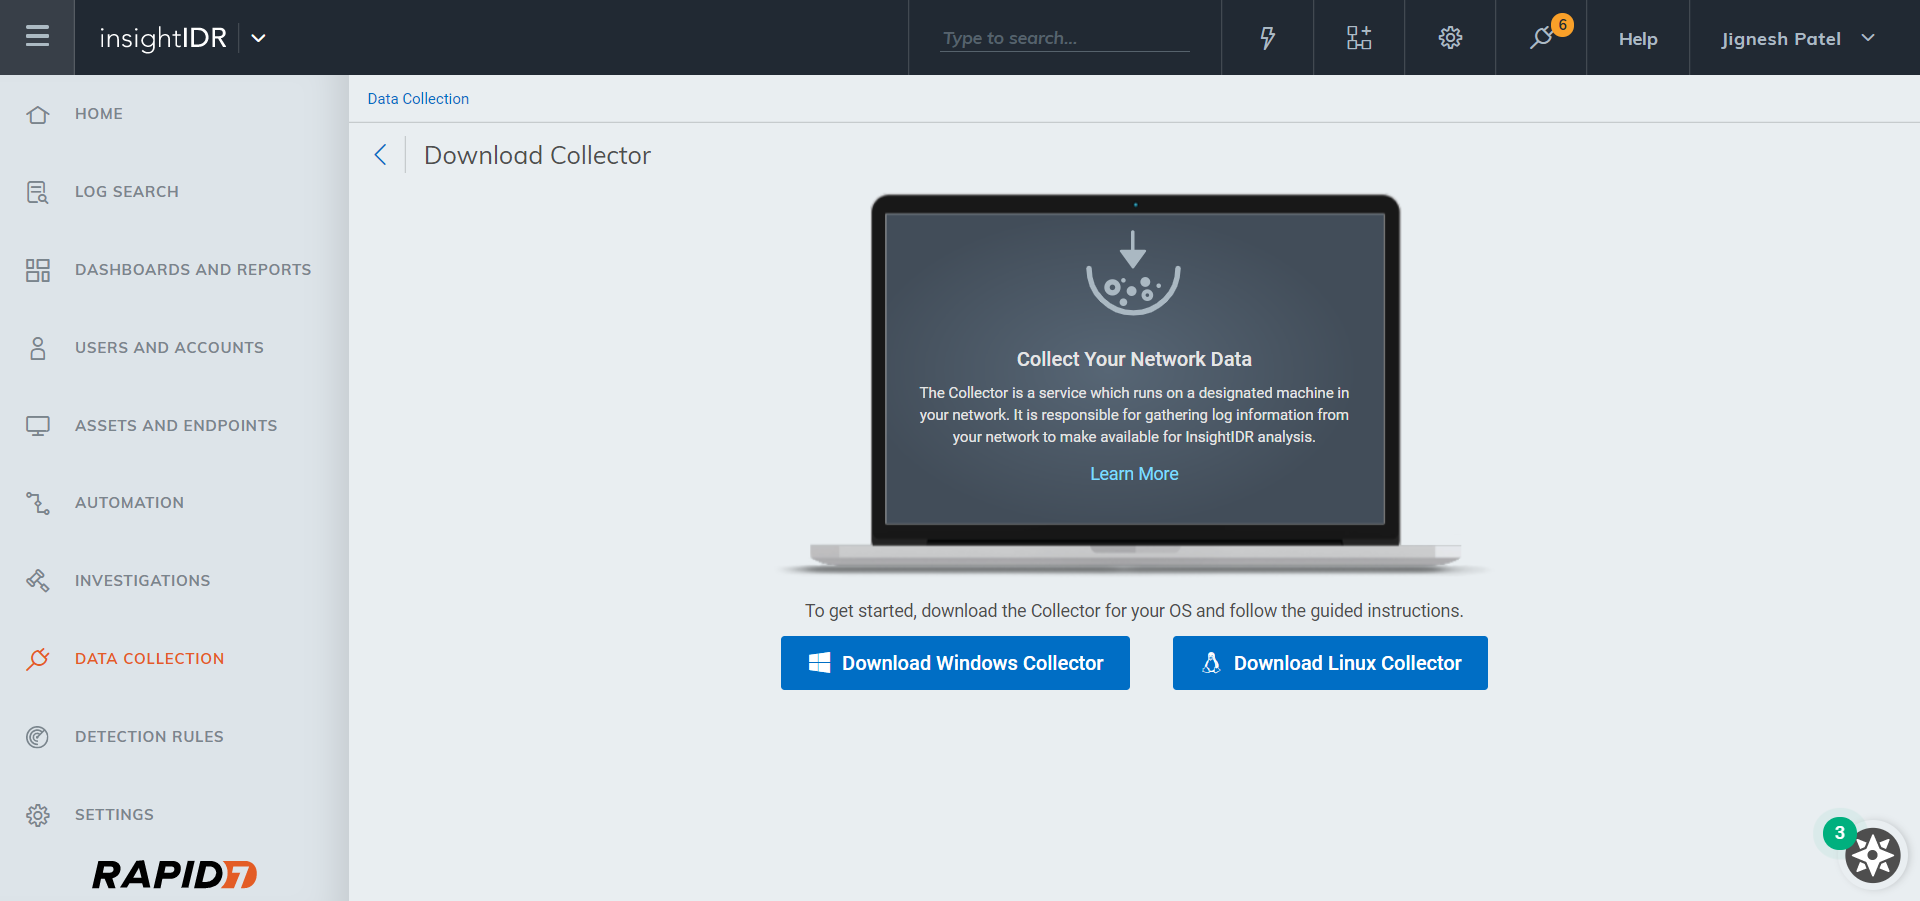 insightIDR
Type to search...
6
Help
Jignesh Patel
HOME
LOG SEARCH
DASHBOARDS AND REPORTS
USERS AND ACCOUNTS
ASSETS AND ENDPOINTS
AUTOMATION
INVESTIGATIONS
DATA COLLECTION
DETECTION RULES
SETTINGS
RAPID7
Data Collection
Download Collector
Collect Your Network Data
The Collector is a service which runs on a designated machine in
your network. It is responsible for gathering log information from
your network to make available for InsightIDR analysis.
Learn More
To get started, download the Collector for your OS and follow the guided instructions.
Download Windows Collector
Download Linux Collector
3